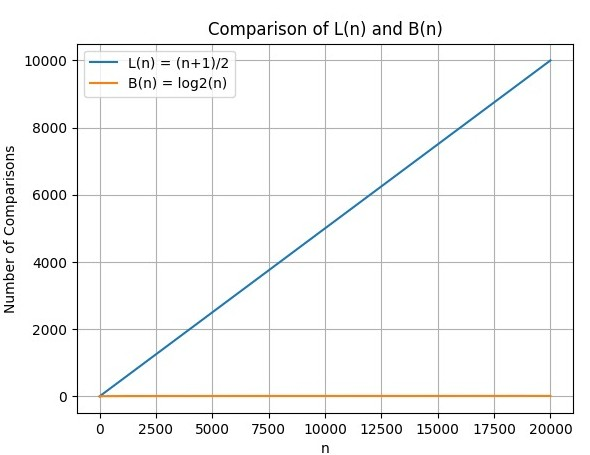 Comparison of L(n) and B(n)
L(n) = (n+1)/2
B(n) = log2(n)
Number of Comparisons
10000
8000
6000
4000
2000
0
0 2500 5000 7500 10000 12500 15000 17500 20000
n